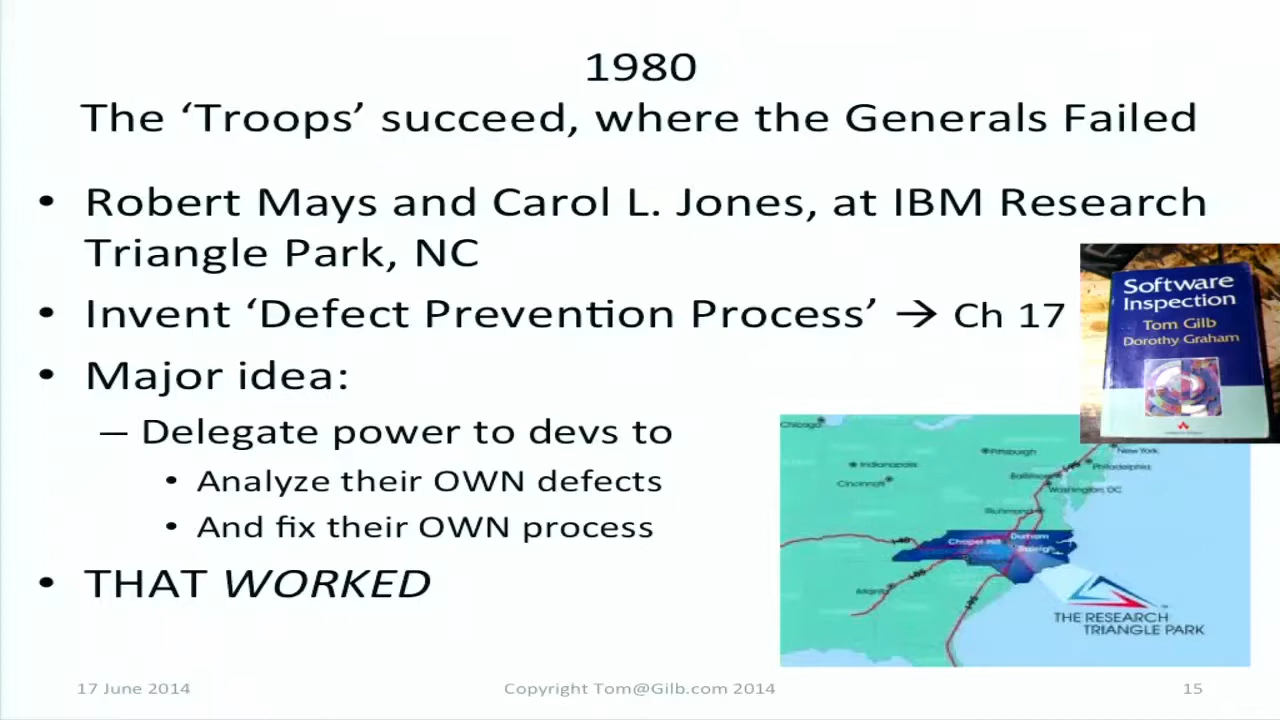 1980
The ‘Troops’ succeed, where the Generals Failed
• Robert Mays and Carol L. Jones, at IBM Research
Triangle Park, NC
• Invent ‘Defect Prevention Process’ → Ch 17
Software
Inspection
Tom Gilb
Dorothy Graham
• Major idea:
– Delegate power to devs to
• Analyze their OWN defects
• And fix their OWN process
• THAT WORKED
Chicago
Pittsburgh
New York
Indianapolis
Philadelphia
Cincinnati
Baltimore
Washington, DC
Richmond
Chapel Hill
Durham
Raleigh
I-40
I-85
I-95
Atlanta
THE RESEARCH
TRIANGLE PARK
17 June 2014
Copyright Tom@Gilb.com 2014
15